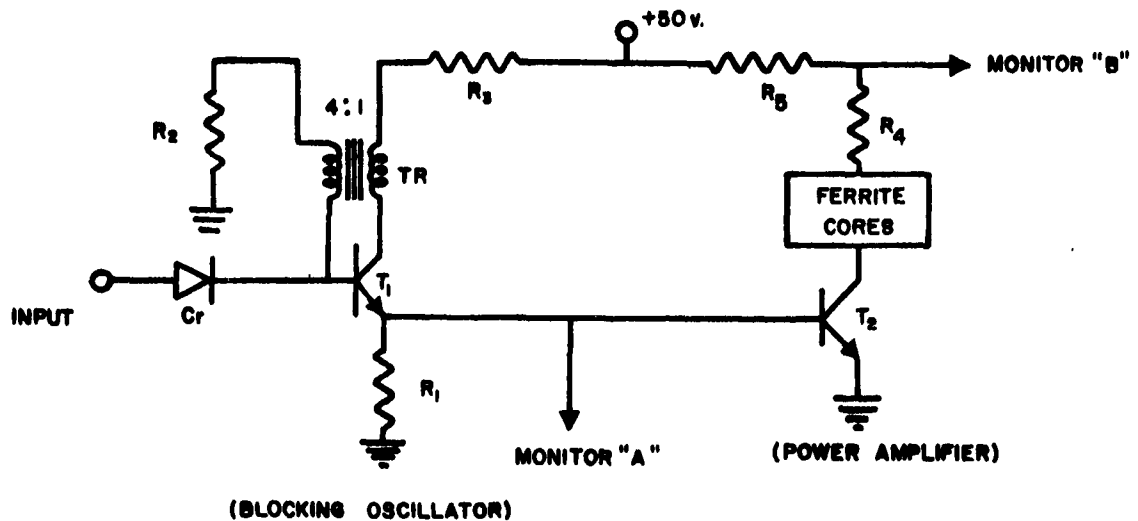 +50 v.
MONITOR "B"
R3
R5
4:1
R2
R4
TR
FERRITE
CORES
T1
INPUT
Cr
T2
R1
MONITOR "A"
(POWER AMPLIFIER)
(BLOCKING OSCILLATOR)